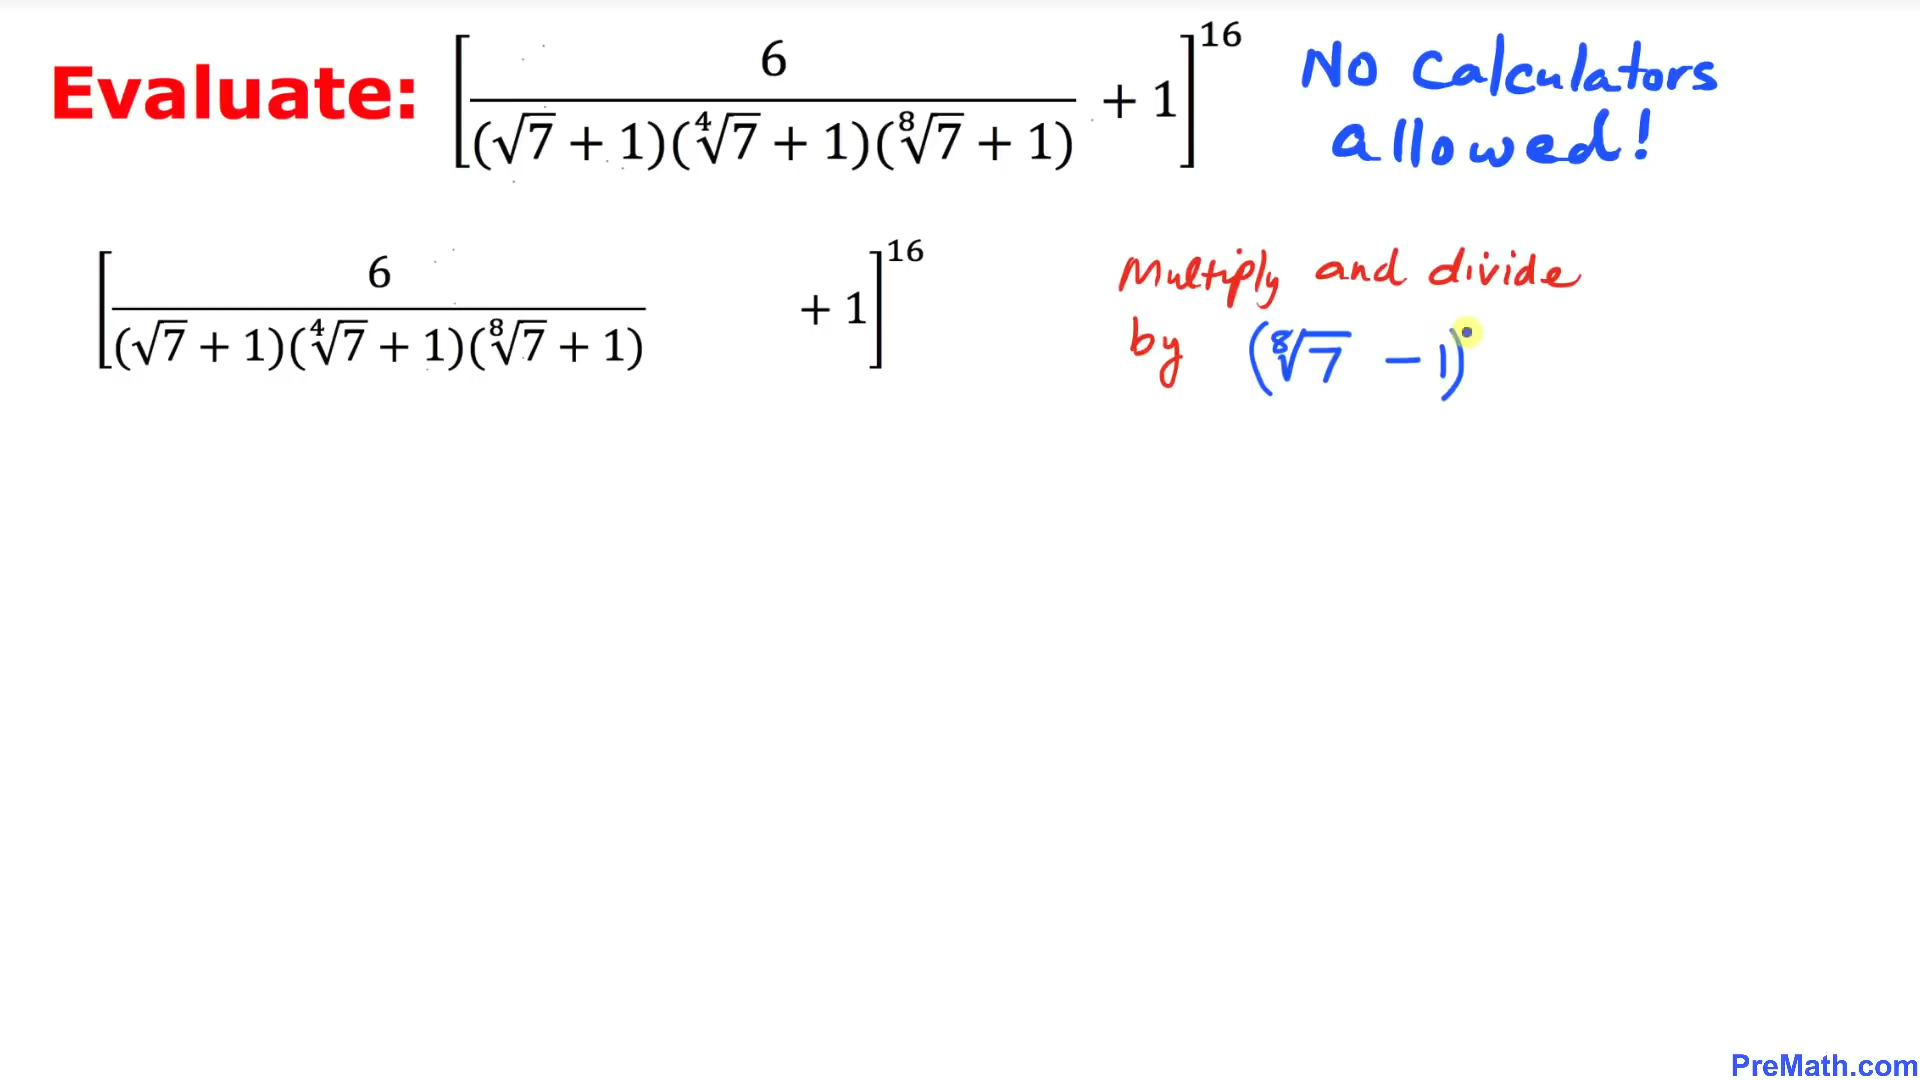 Evaluate: [6 / (√7 + 1)(∜7 + 1)(⁸√7 + 1) + 1]¹⁶
No Calculators
allowed!
[6 / (√7 + 1)(∜7 + 1)(⁸√7 + 1) + 1]¹⁶
Multiply and divide
by (⁸√7 − 1)
PreMath.com